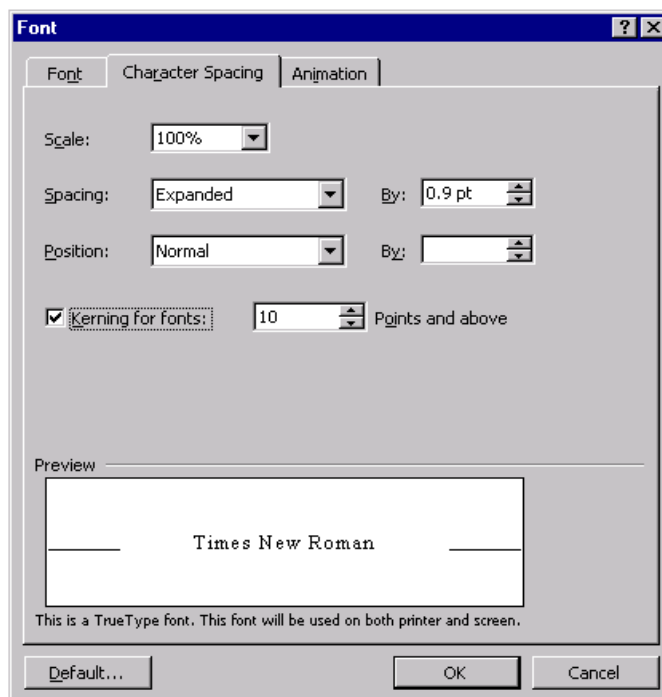 Font
Font Character Spacing Animation
Scale: 100%
Spacing: Expanded By: 0.9 pt
Position: Normal By:
Kerning for fonts: 10 Points and above
Preview
Times New Roman
This is a TrueType font. This font will be used on both printer and screen.
Default... OK Cancel